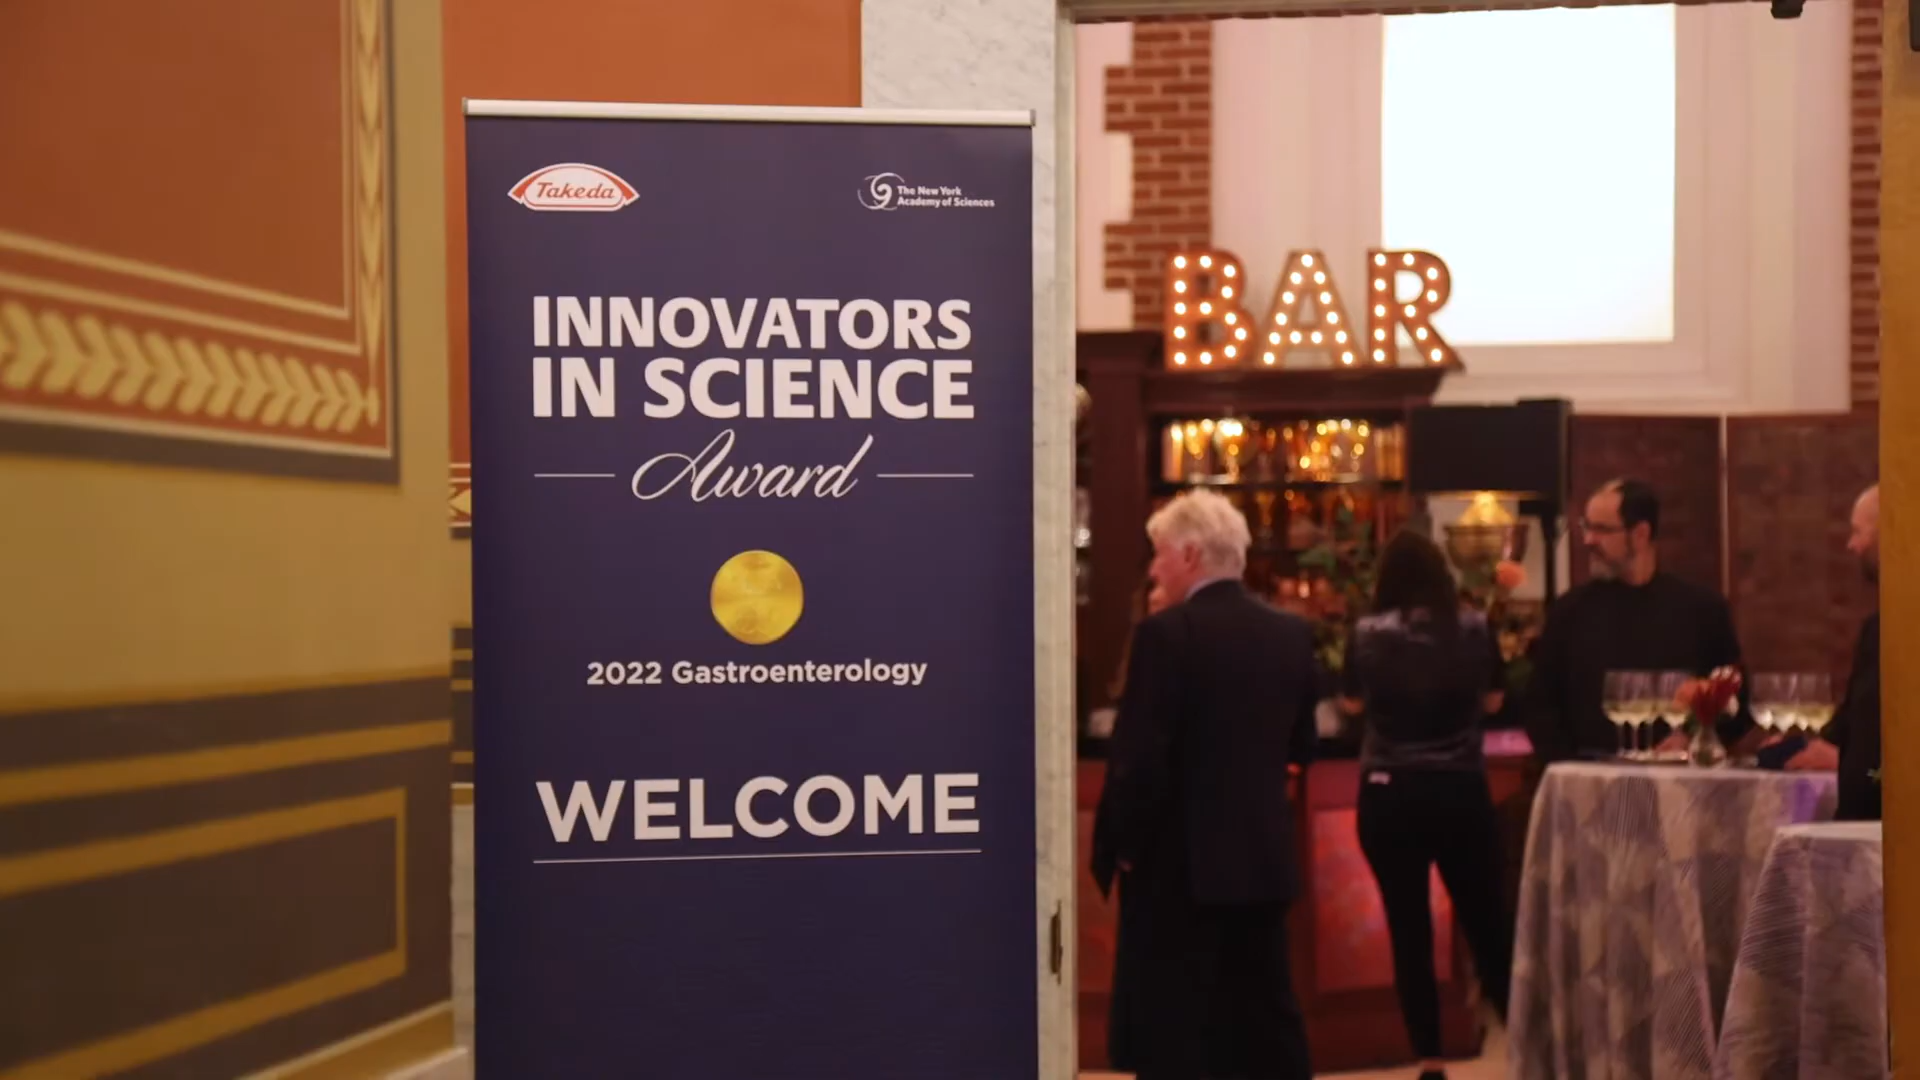 Takeda
The New York
Academy of Sciences
INNOVATORS
IN SCIENCE
Award
2022 Gastroenterology
WELCOME
BAR